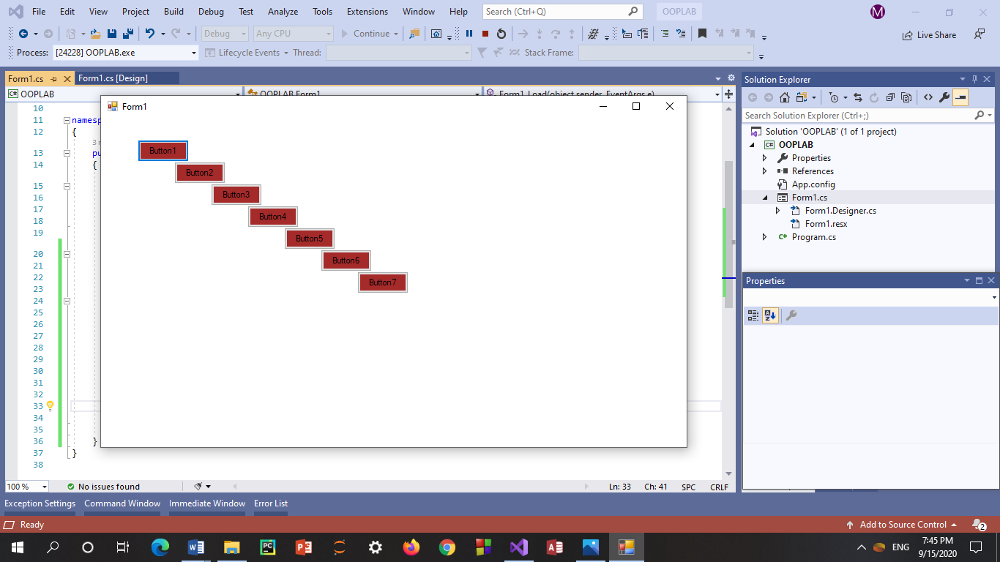 File Edit View Project Build Debug Test Analyze Tools Extensions Window Help Search (Ctrl+Q) OOPLAB M
Debug Any CPU Continue Live Share
Process: [24228] OOPLAB.exe Lifecycle Events Thread: Stack Frame:
Form1.cs Form1.cs [Design]
OOPLAB OOPLAB.Form1 Form1_Load(object sender, EventArgs e)
Form1
10
11 namesp
12 {
3 r
13 pu
14 {
15
16
17
18
19
20
21
22
23
24
25
26
27
28
29
30
31
32
33
34
35
36 }
37 }
38
Button1
Button2
Button3
Button4
Button5
Button6
Button7
100 % No issues found Ln: 33 Ch: 41 SPC CRLF
Solution Explorer
Search Solution Explorer (Ctrl+;)
Solution 'OOPLAB' (1 of 1 project)
C# OOPLAB
Properties
References
App.config
Form1.cs
Form1.Designer.cs
Form1.resx
C# Program.cs
Properties
Exception Settings Command Window Immediate Window Error List
Ready Add to Source Control 2
ENG 7:45 PM
9/15/2020